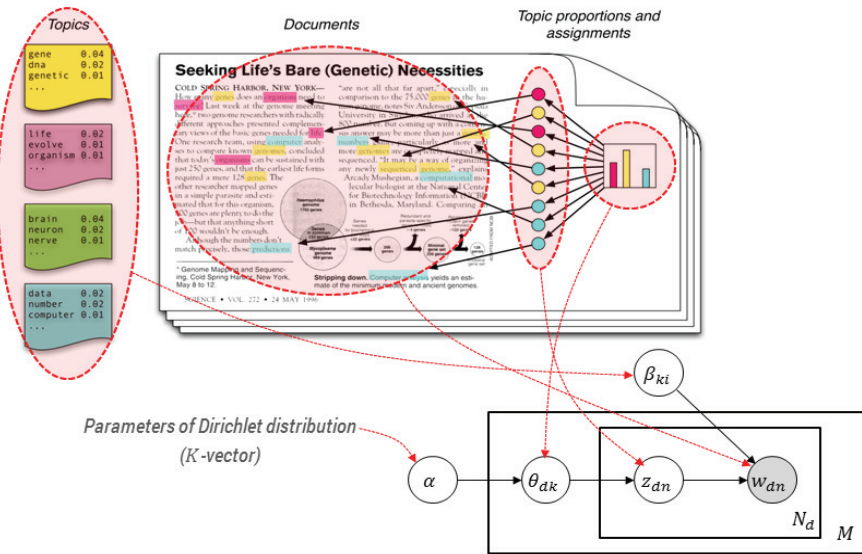 Topics
Documents
Topic proportions and
assignments
gene 0.04
dna 0.02
genetic 0.01
...
life 0.02
evolve 0.01
organism 0.01
...
brain 0.04
neuron 0.02
nerve 0.01
...
data 0.02
number 0.02
computer 0.01
...
Seeking Life's Bare (Genetic) Necessities
COLD SPRING HARBOR, NEW YORK—
How many genes does an organism need to
survive? Last week at the genome meeting
here, two genome researchers with radically
different approaches presented complemen-
tary views of the basic genes needed for life.
One research team, using computer analy-
ses to compare known genomes, concluded
that today's organisms can be sustained with
just 250 genes, and that the earliest life forms
required a mere 128 genes. The
other researcher mapped genes
in a simple parasite and esti-
mated that for this organism,
800 genes are plenty to do the
job—but that anything short
of 100 wouldn't be enough.
Although the numbers don't
match precisely, those predictions
* Genome Mapping and Sequenc-
ing, Cold Spring Harbor, New York,
May 8 to 12.
"are not all that far apart," especially in
comparison to the 75,000 genes in the hu-
man genome, notes Siv Andersson
University in arrived at the
800 number. But coming up with a
sus answer may be more than just a
numbers particularly more and
more genomes are mapped
sequenced. "It may be a way of organizing
any newly sequenced genome," explains
Arcady Mushegian, a computational mo-
lecular biologist at the National Center
for Biotechnology Information (NCBI)
in Bethesda, Maryland. Comparing
Haemophilus
genome
1703 genes
Mycoplasma
genome
Stripping down. Computer analysis yields an esti-
mate of the minimum modern and ancient genomes.
SCIENCE • VOL. 272 • 24 MAY 1996
Parameters of Dirichlet distribution
(K-vector)
β_ki
α
θ_dk
z_dn
w_dn
N_d
M